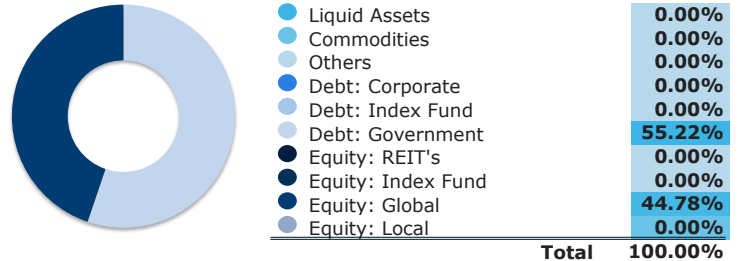 Liquid Assets 0.00%
Commodities 0.00%
Others 0.00%
Debt: Corporate 0.00%
Debt: Index Fund 0.00%
Debt: Government 55.22%
Equity: REIT's 0.00%
Equity: Index Fund 0.00%
Equity: Global 44.78%
Equity: Local 0.00%
Total 100.00%